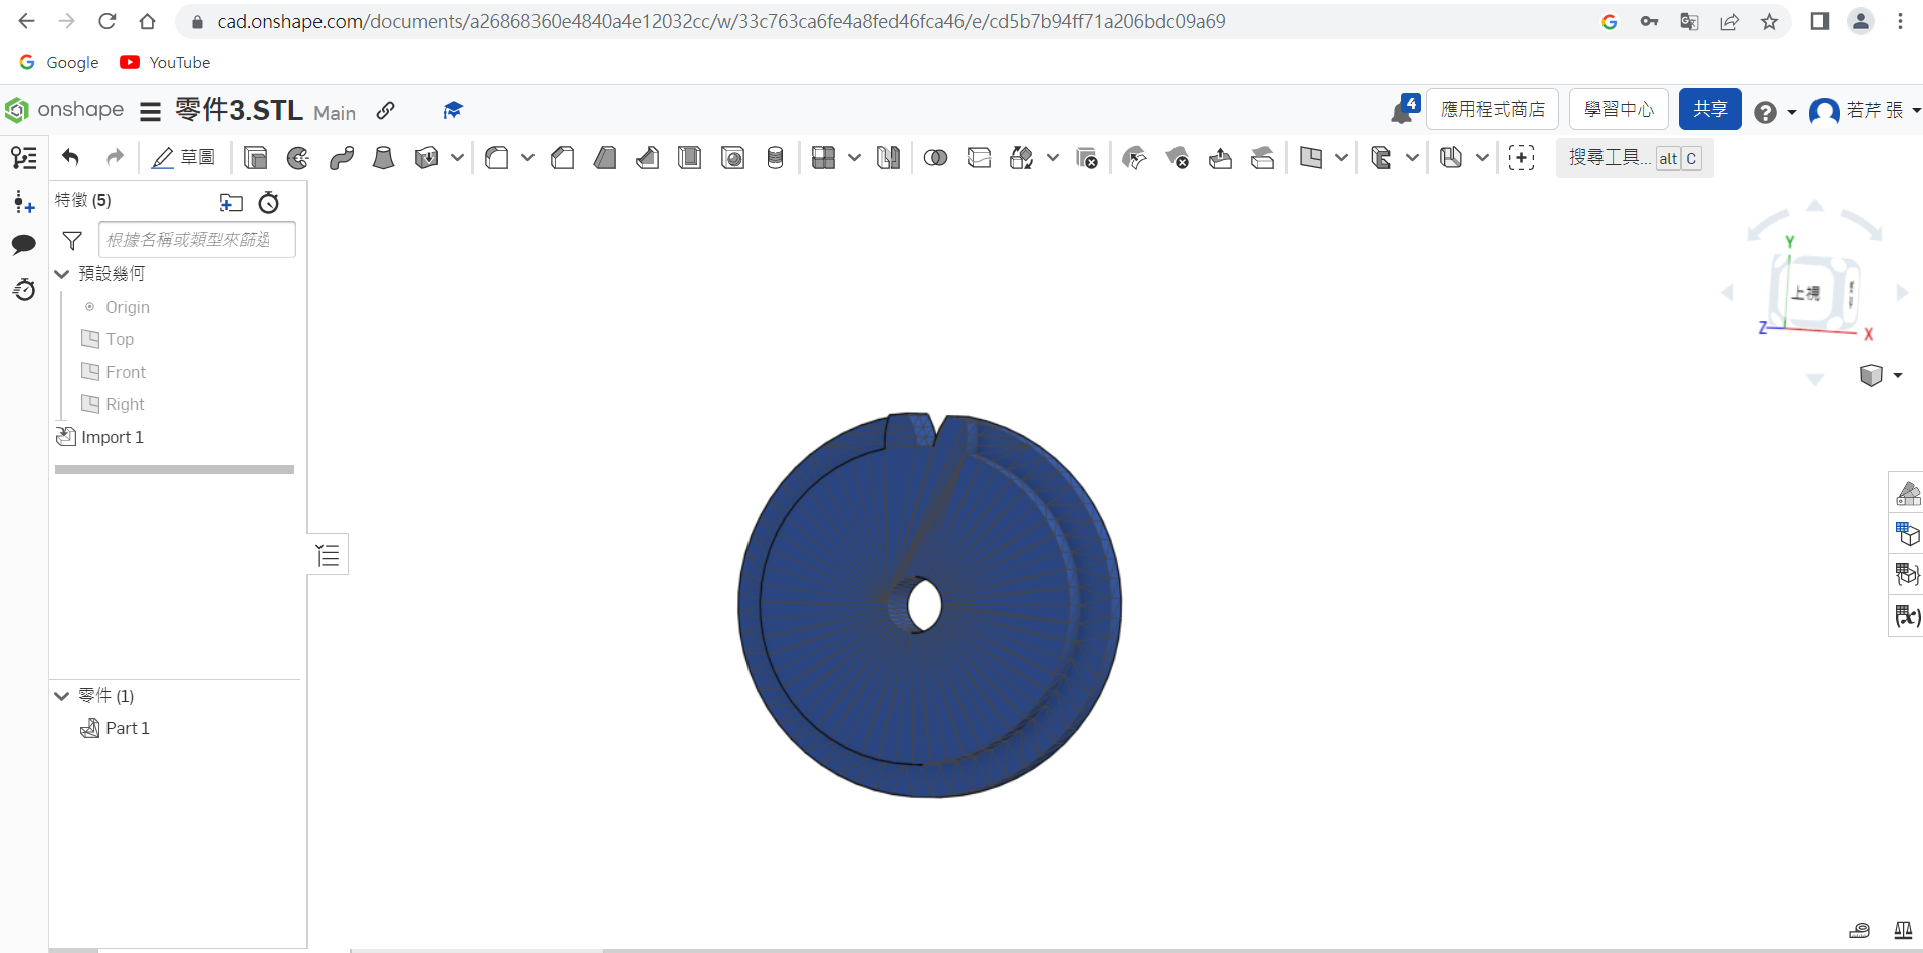 cad.onshape.com/documents/a26868360e4840a4e12032cc/w/33c763ca6fe4a8fed46fca46/e/cd5b7b94ff71a206bdc09a69
Google YouTube
onshape 零件3.STL Main 4 應用程式商店 學習中心 共享 若芹 張
草圖 搜尋工具... alt C
特徵 (5)
根據名稱或類型來篩選
預設幾何
Origin
Top
Front
Right
Import 1
零件 (1)
Part 1
Y
上視
Z
X